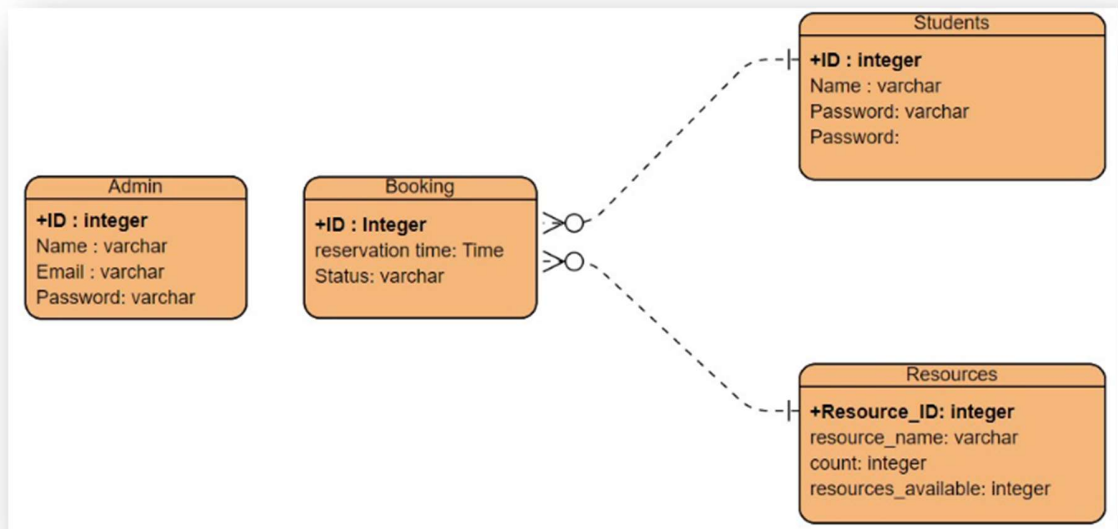 Students
+ID : integer
Name : varchar
Password: varchar
Password:
Admin
+ID : integer
Name : varchar
Email : varchar
Password: varchar
Booking
+ID : Integer
reservation time: Time
Status: varchar
Resources
+Resource_ID: integer
resource_name: varchar
count: integer
resources_available: integer